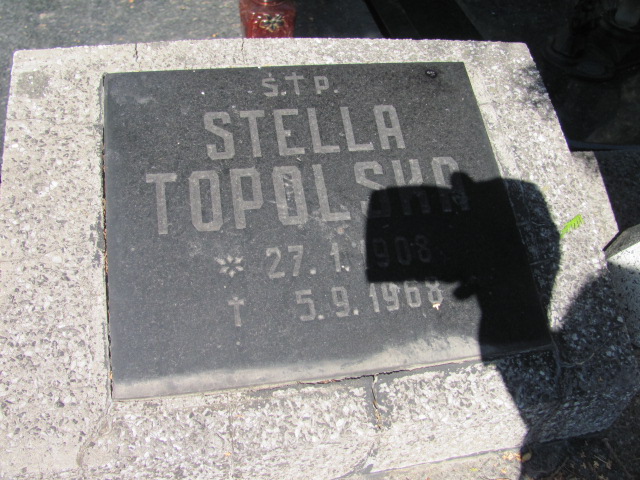 S.†P.
STELLA
TOPOLSKA
* 27.1.1908
† 5.9.1968